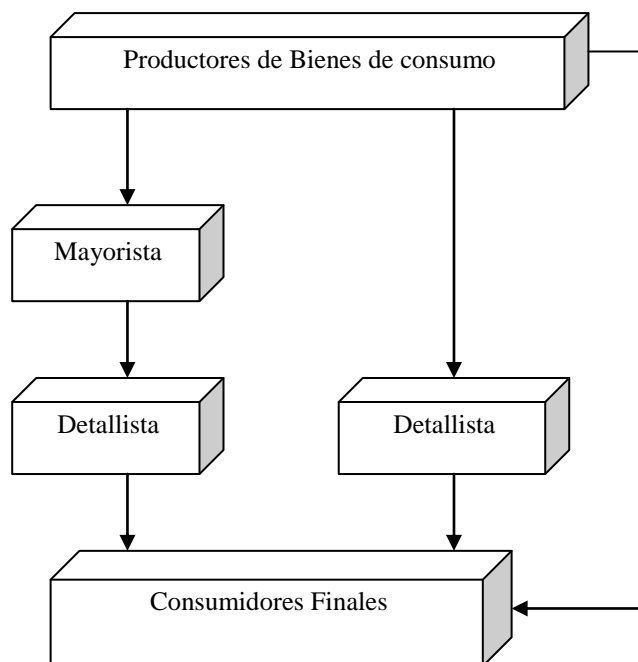 Productores de Bienes de consumo
Mayorista
Detallista
Detallista
Consumidores Finales